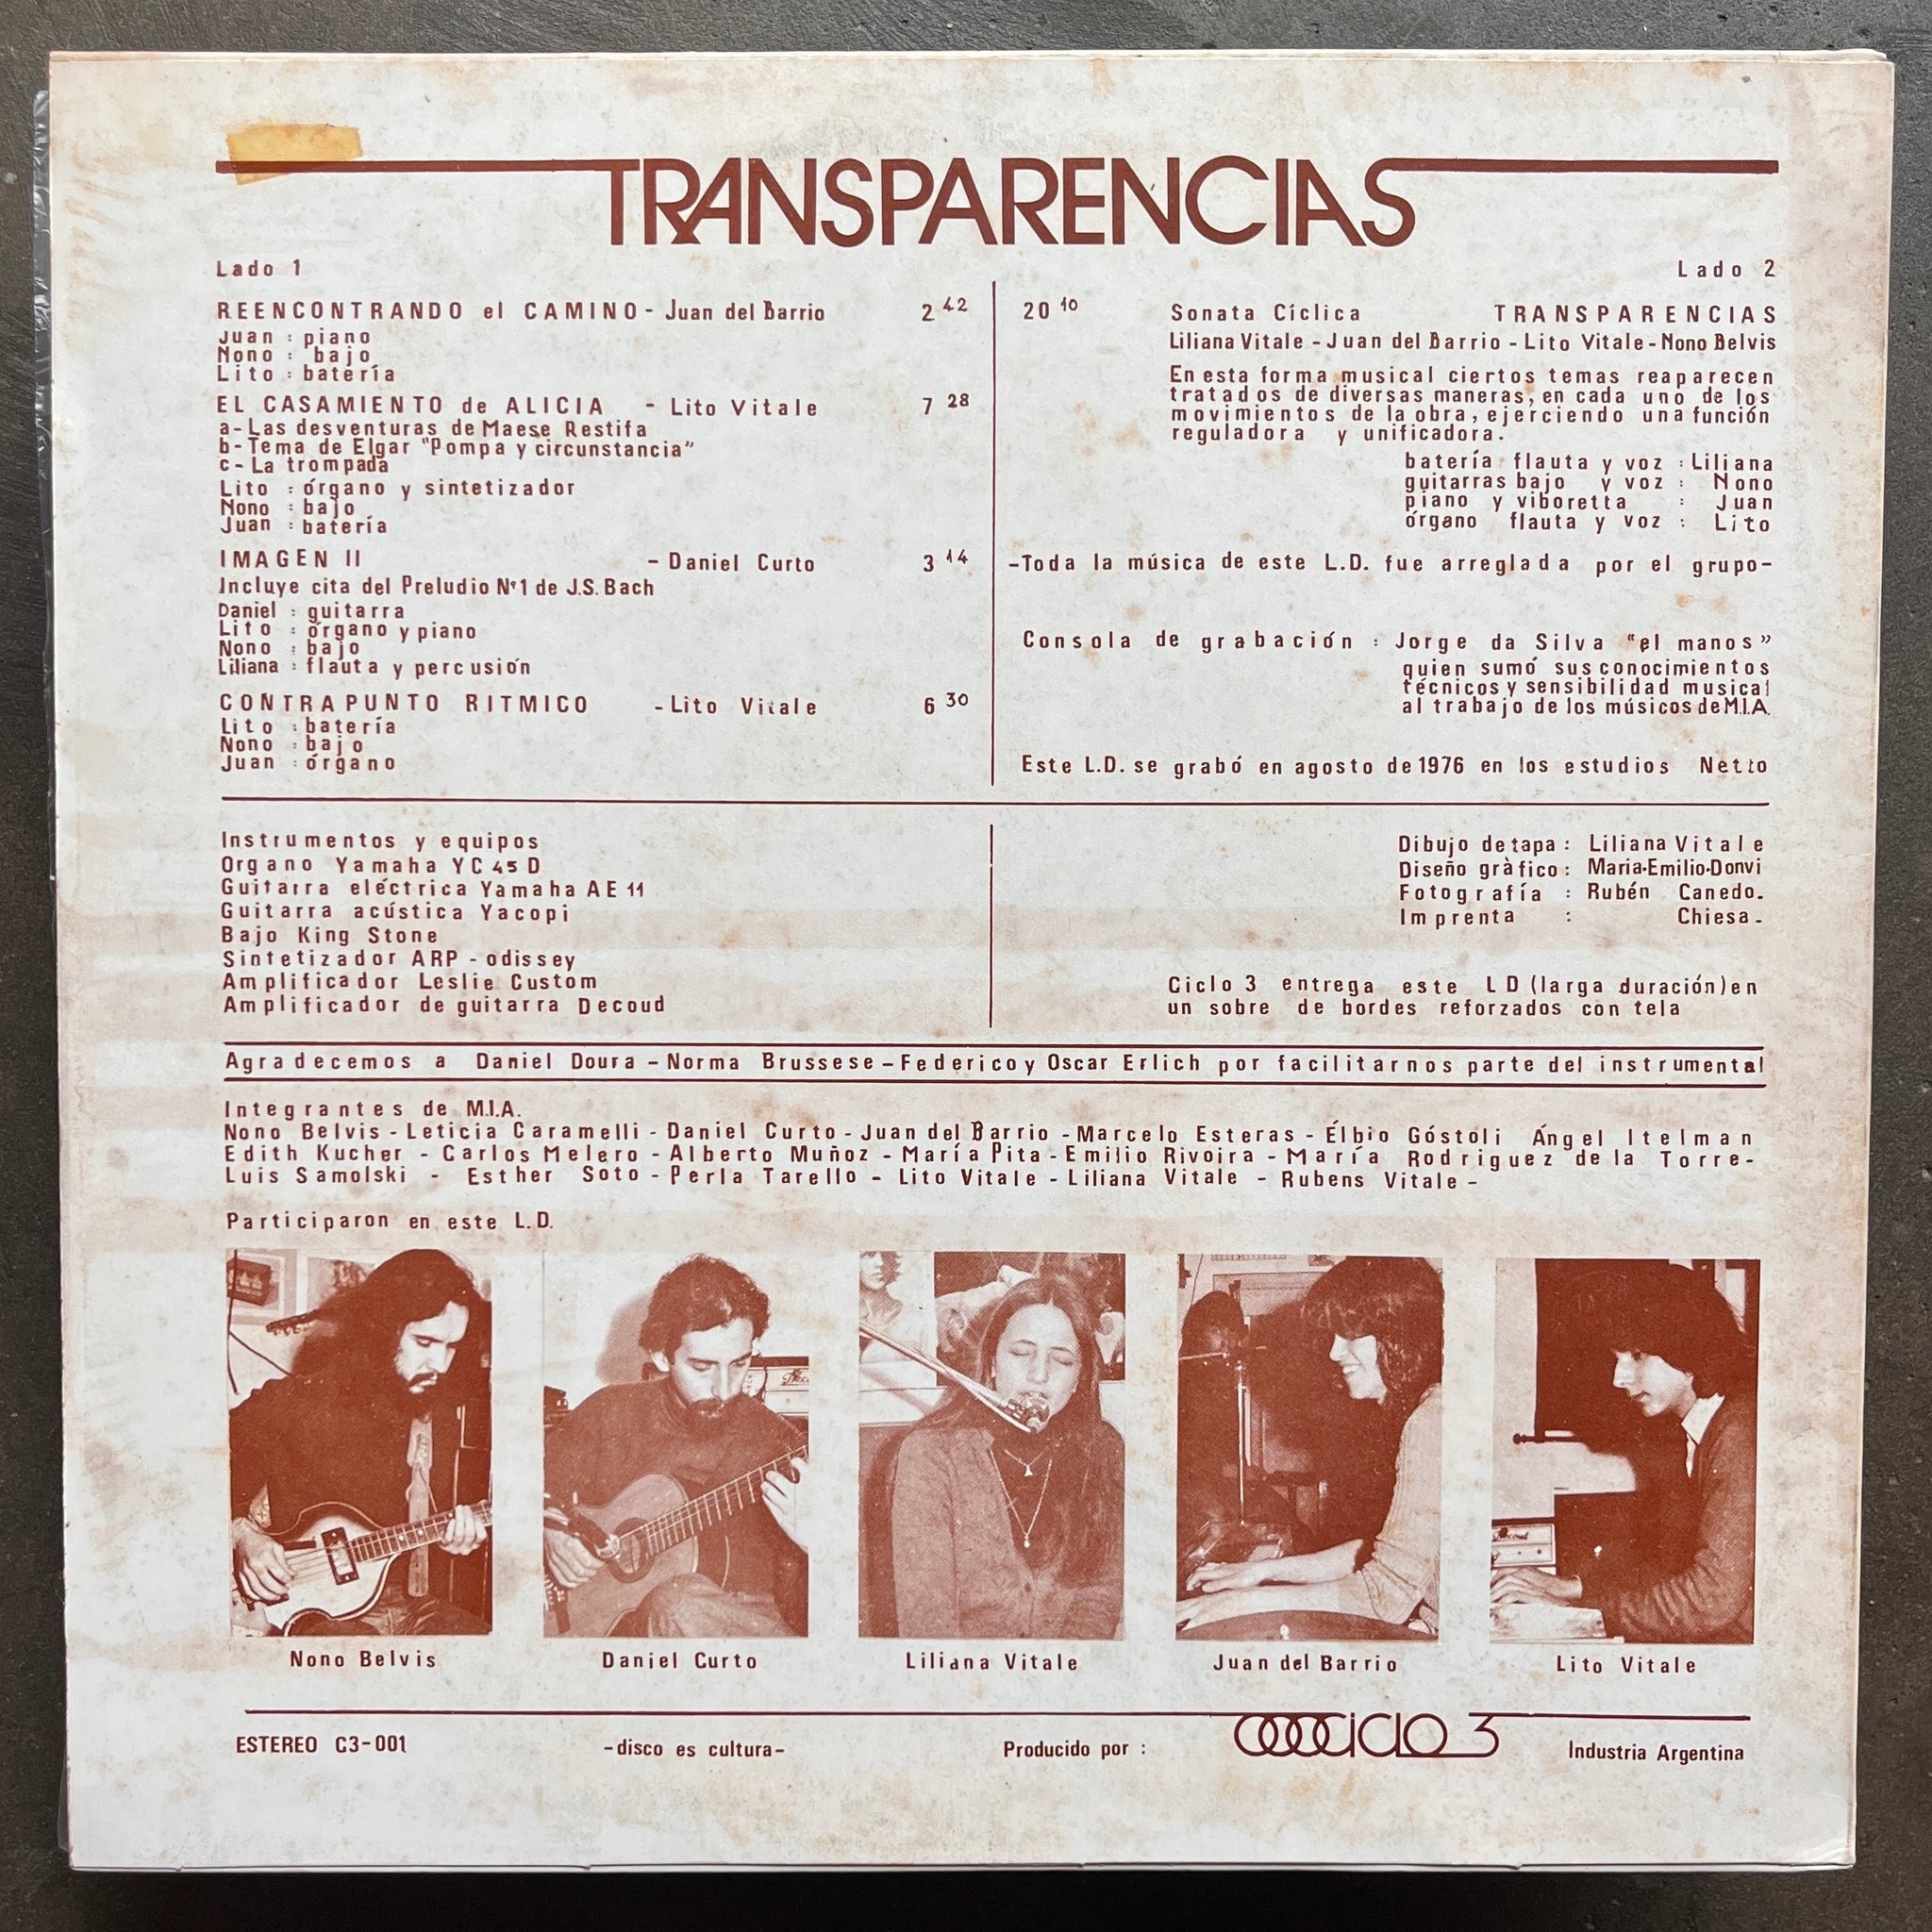 TRANSPARENCIAS
Lado 1
REENCONTRANDO el CAMINO - Juan del Barrio 2 42
Juan : piano
Nono : bajo
Lito : batería
EL CASAMIENTO de ALICIA - Lito Vitale 7 28
a- Las desventuras de Maese Restifa
b- Tema de Elgar "Pompa y circunstancia"
c- La trompada
Lito : órgano y sintetizador
Nono : bajo
Juan : batería
IMAGEN II - Daniel Curto 3 14
Incluye cita del Preludio Nº1 de J.S. Bach
Daniel : guitarra
Lito : órgano y piano
Nono : bajo
Liliana : flauta y percusión
CONTRAPUNTO RITMICO - Lito Vitale 6 30
Lito : batería
Nono : bajo
Juan : órgano
Lado 2
20 10 Sonata Cíclica TRANSPARENCIAS
Liliana Vitale - Juan del Barrio - Lito Vitale - Nono Belvis
En esta forma musical ciertos temas reaparecen
tratados de diversas maneras, en cada uno de los
movimientos de la obra, ejerciendo una función
reguladora y unificadora.
batería flauta y voz : Liliana
guitarras bajo y voz : Nono
piano y viboretta : Juan
órgano flauta y voz : Lito
-Toda la música de este L.D. fue arreglada por el grupo-
Consola de grabación : Jorge da Silva "el manos"
quien sumó sus conocimientos
técnicos y sensibilidad musical
al trabajo de los músicos de M.I.A.
Este L.D. se grabó en agosto de 1976 en los estudios Netto
Instrumentos y equipos
Organo Yamaha YC 45 D
Guitarra eléctrica Yamaha AE 11
Guitarra acústica Yacopi
Bajo King Stone
Sintetizador ARP - odissey
Amplificador Leslie Custom
Amplificador de guitarra Decoud
Dibujo de tapa : Liliana Vitale
Diseño gràfico : Maria-Emilio-Donvi
Fotografía : Rubén Canedo.
Imprenta : Chiesa.
Ciclo 3 entrega este L D (larga duración) en
un sobre de bordes reforzados con tela
Agradecemos a Daniel Doura - Norma Brussese - Federico y Oscar Erlich por facilitarnos parte del instrumental
Integrantes de M.I.A.
Nono Belvis - Leticia Caramelli - Daniel Curto - Juan del Barrio - Marcelo Esteras - Élbio Góstoli Ángel Itelman
Edith Kucher - Carlos Melero - Alberto Muñoz - María Pita - Emilio Rivoira - María Rodriguez de la Torre-
Luis Samolski - Esther Soto - Perla Tarello - Lito Vitale - Liliana Vitale - Rubens Vitale -
Participaron en este L.D.
Nono Belvis
Daniel Curto
Liliana Vitale
Juan del Barrio
Lito Vitale
ESTEREO C3-001
-disco es cultura-
Producido por :
CICLO 3
Industria Argentina